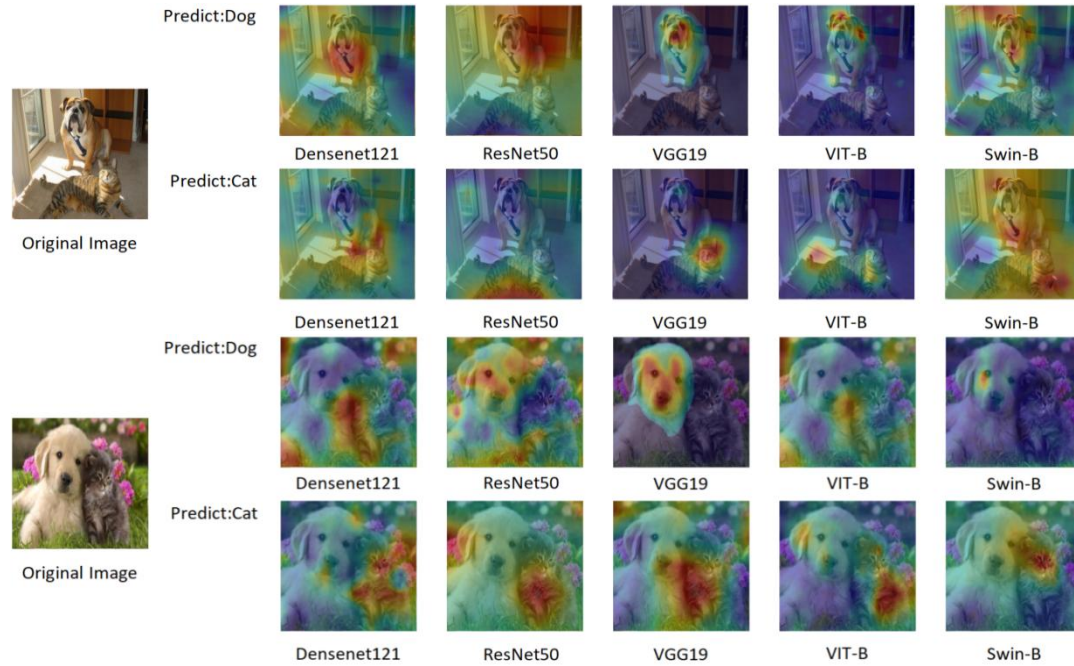 Predict:Dog
Densenet121 ResNet50 VGG19 VIT-B Swin-B
Predict:Cat
Original Image
Densenet121 ResNet50 VGG19 VIT-B Swin-B
Predict:Dog
Densenet121 ResNet50 VGG19 VIT-B Swin-B
Predict:Cat
Original Image
Densenet121 ResNet50 VGG19 VIT-B Swin-B